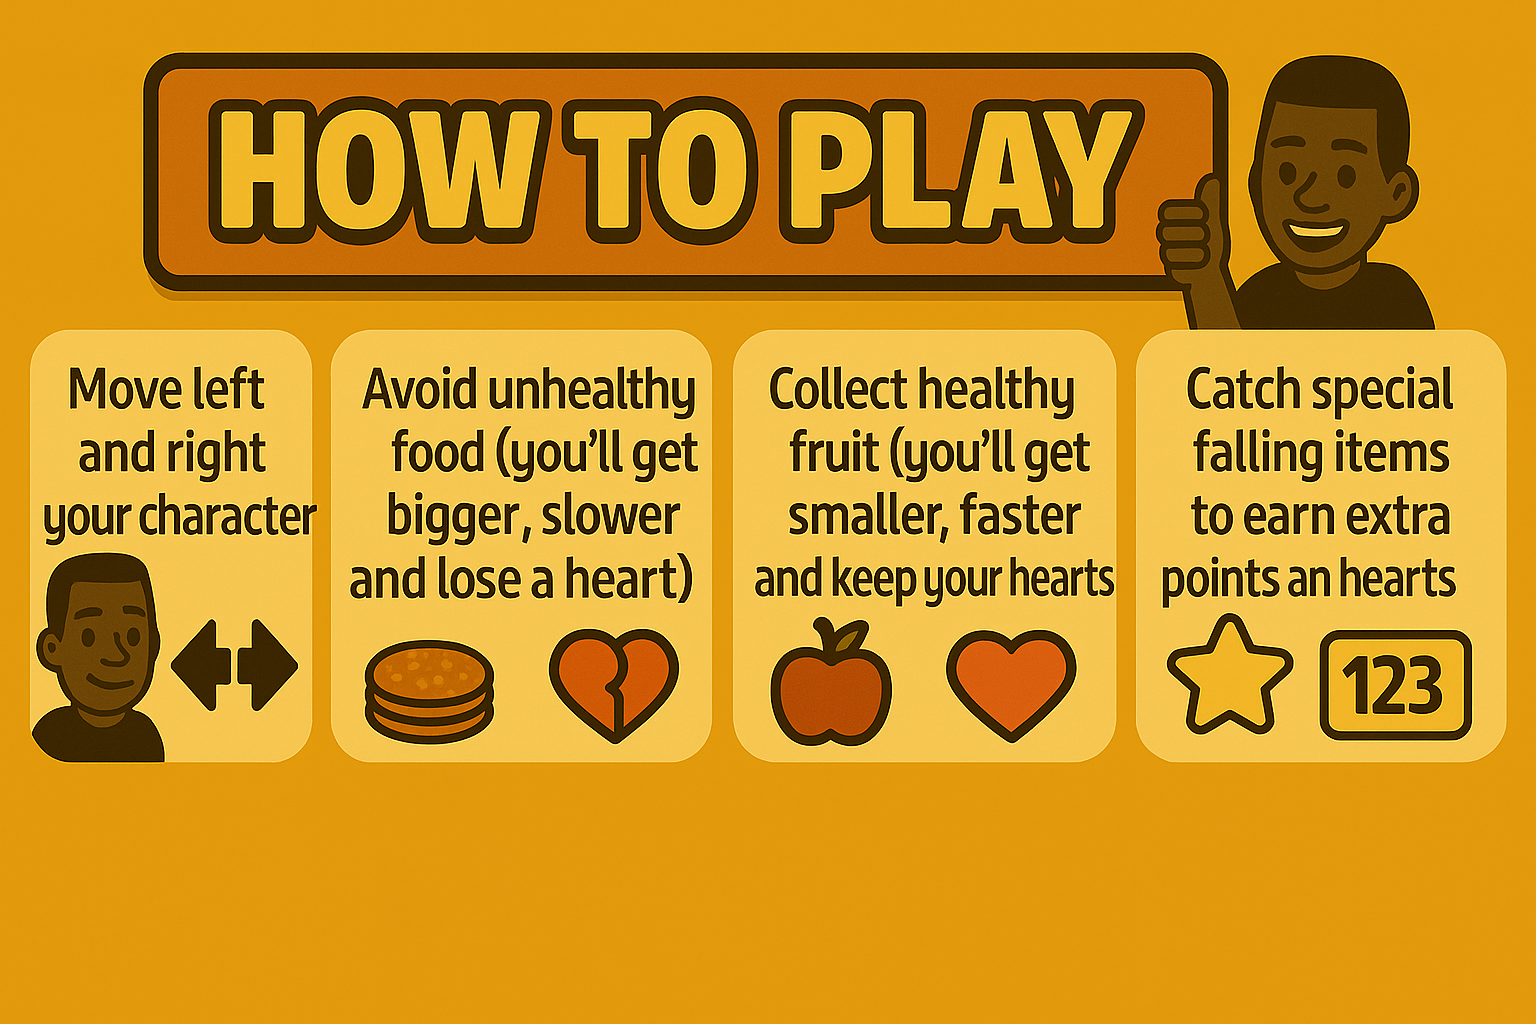 HOW TO PLAY
Move left
and right
your character
Avoid unhealthy
food (you'll get
bigger, slower
and lose a heart)
Collect healthy
fruit (you'll get
smaller, faster
and keep your hearts
Catch special
falling items
to earn extra
points an hearts
123